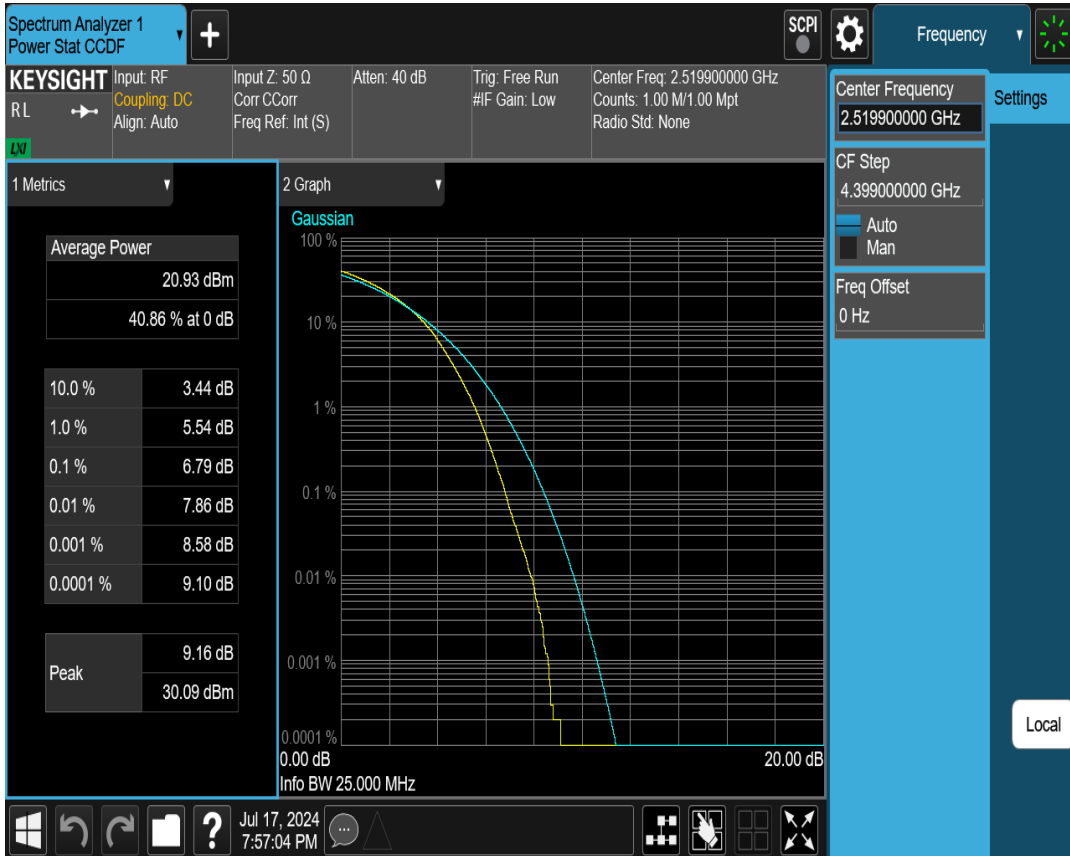 Spectrum Analyzer 1
Power Stat CCDF
+
SCPI
Frequency
KEYSIGHT
R L
LXI
Input: RF
Coupling: DC
Align: Auto
Input Z: 50 Ω
Corr CCorr
Freq Ref: Int (S)
Atten: 40 dB
Trig: Free Run
#IF Gain: Low
Center Freq: 2.519900000 GHz
Counts: 1.00 M/1.00 Mpt
Radio Std: None
Center Frequency
2.519900000 GHz
Settings
CF Step
4.399000000 GHz
Auto
Man
Freq Offset
0 Hz
Local
1 Metrics
Average Power
20.93 dBm
40.86 % at 0 dB
10.0 % 3.44 dB
1.0 % 5.54 dB
0.1 % 6.79 dB
0.01 % 7.86 dB
0.001 % 8.58 dB
0.0001 % 9.10 dB
Peak
9.16 dB
30.09 dBm
2 Graph
Gaussian
100 %
10 %
1 %
0.1 %
0.01 %
0.001 %
0.0001 %
0.00 dB 20.00 dB
Info BW 25.000 MHz
?
Jul 17, 2024
7:57:04 PM